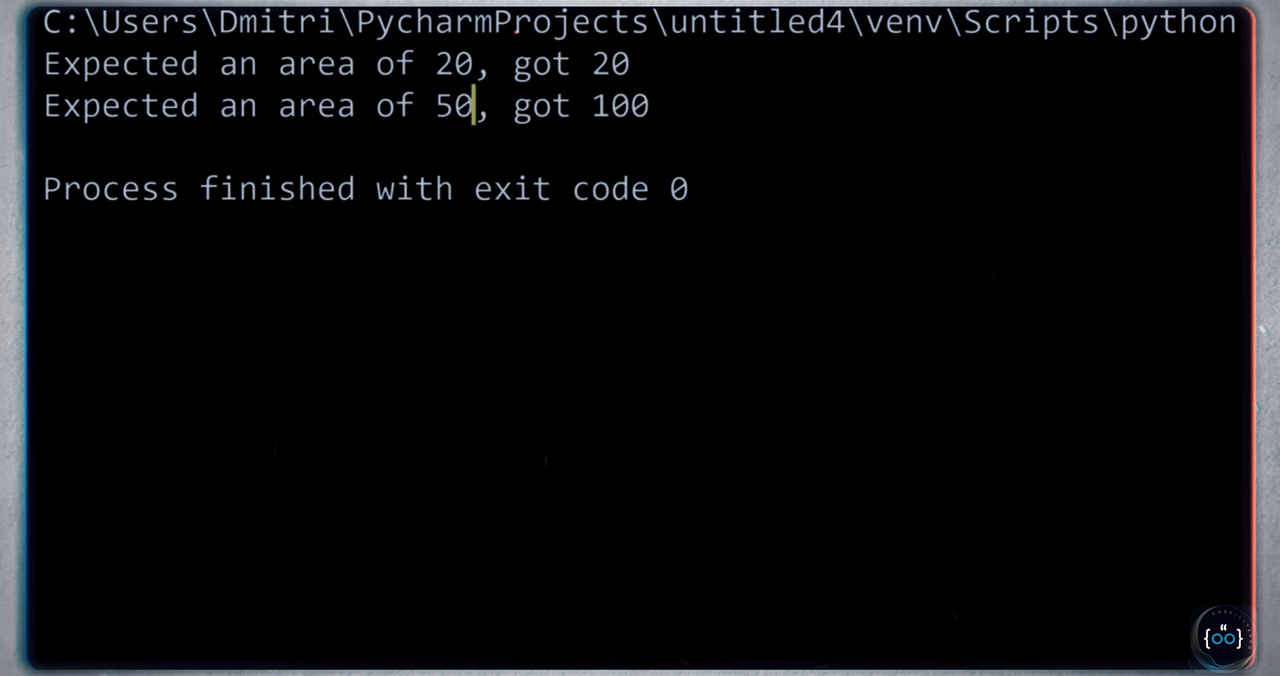 C:\Users\Dmitri\PycharmProjects\untitled4\venv\Scripts\python
Expected an area of 20, got 20
Expected an area of 50, got 100
Process finished with exit code 0
{oo}